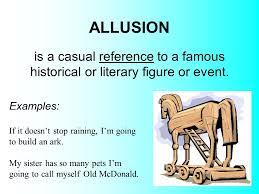 ALLUSION
is a casual reference to a famous
historical or literary figure or event.
Examples:
If it doesn't stop raining, I'm going
to build an ark.
My sister has so many pets I'm
going to call myself Old McDonald.